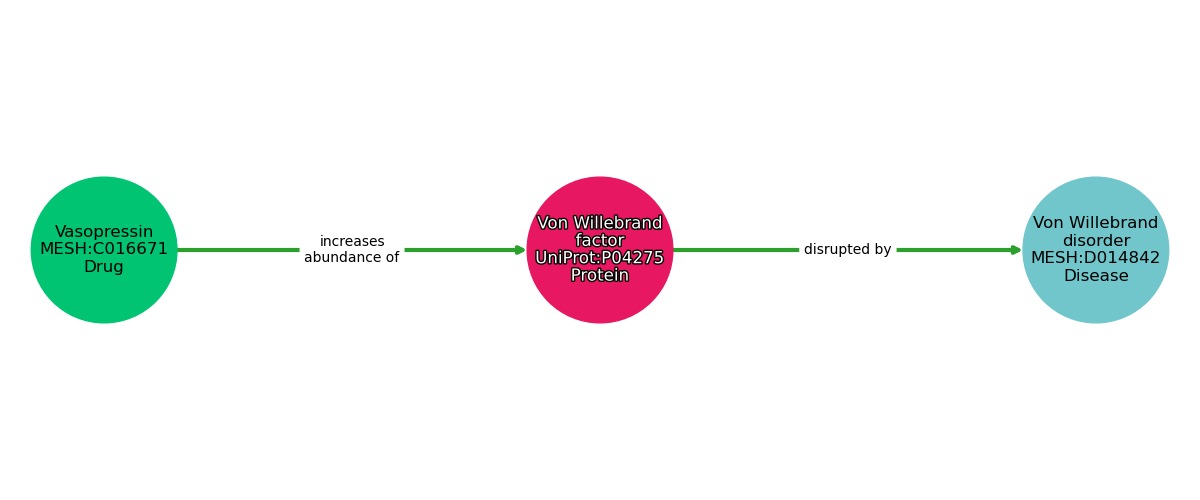 Vasopressin
MESH:C016671
Drug
increases
abundance of
Von Willebrand
factor
UniProt:P04275
Protein
disrupted by
Von Willebrand
disorder
MESH:D014842
Disease